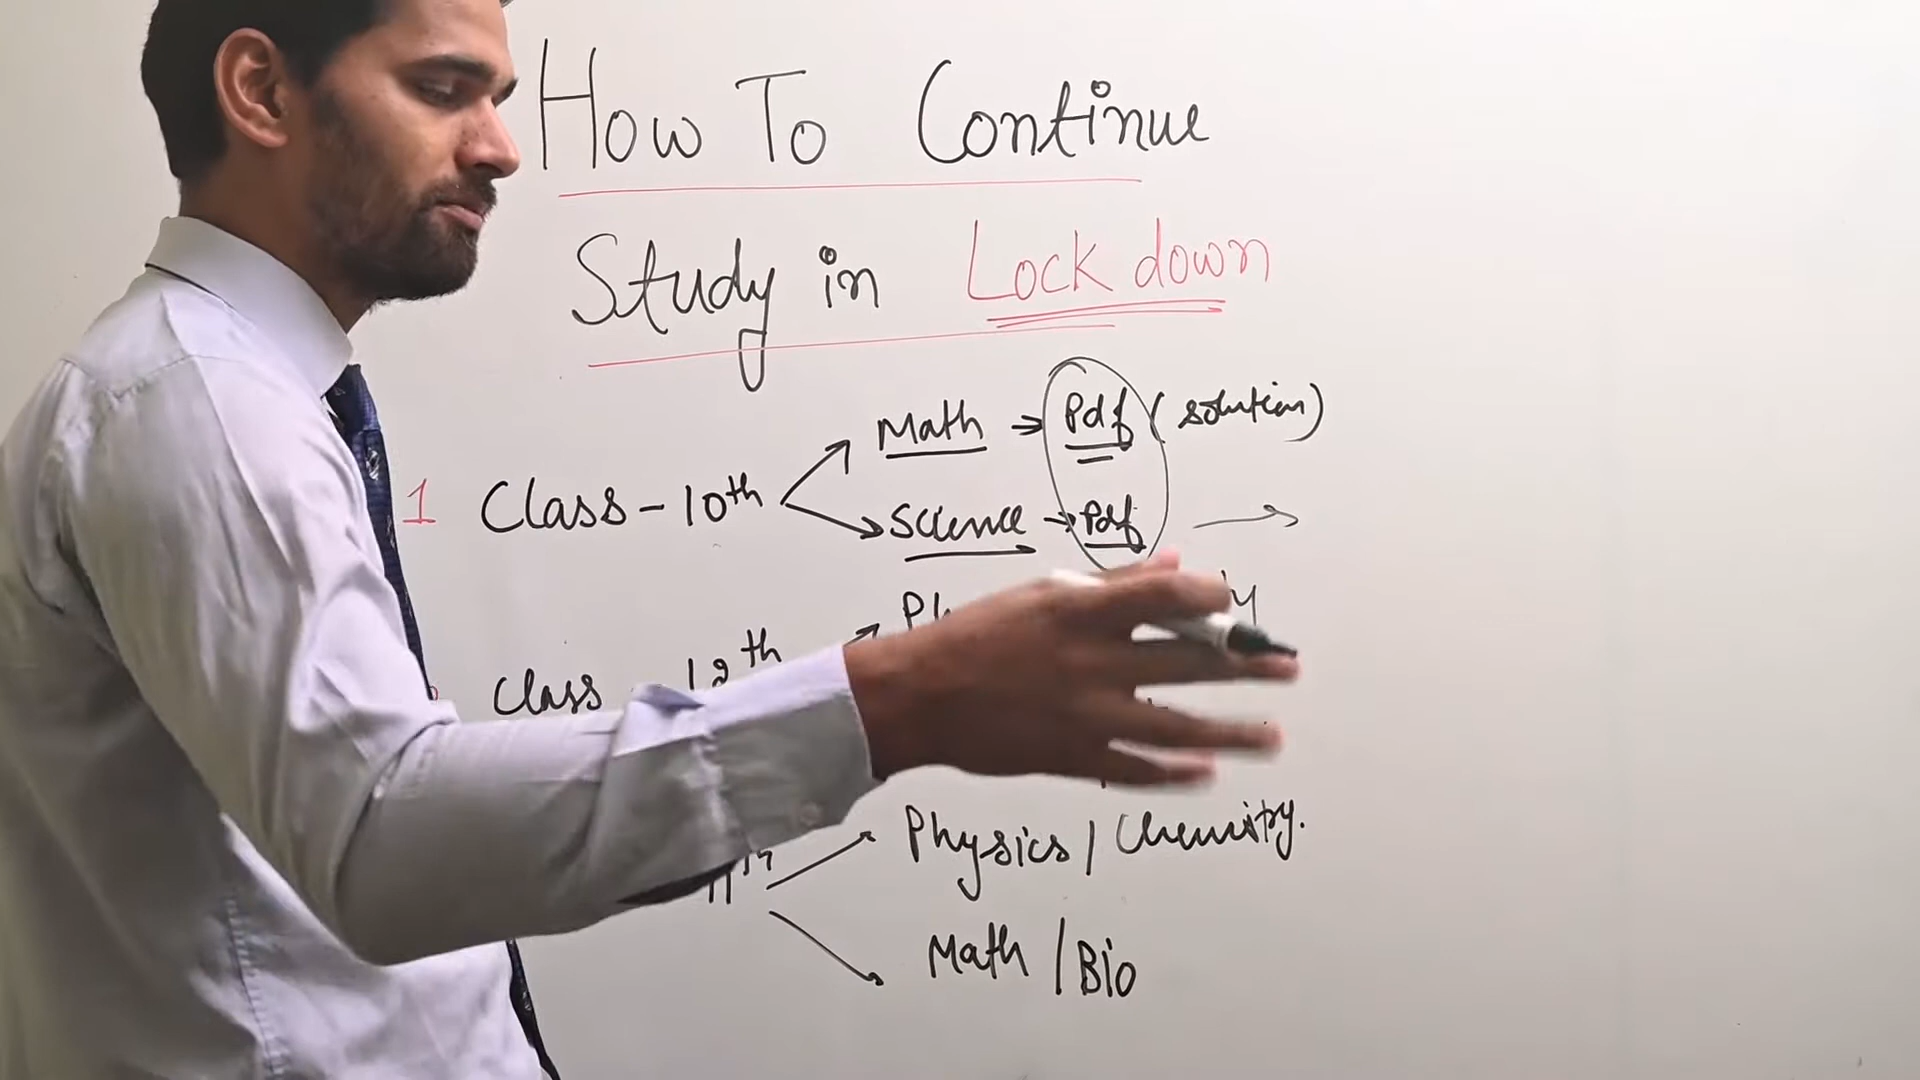 How To Continue
Study in Lock down
Math → Pdf (solution)
1 Class - 10th
Science → Pdf →
Class 12th
Physics / Chemistry.
11th
Math / Bio